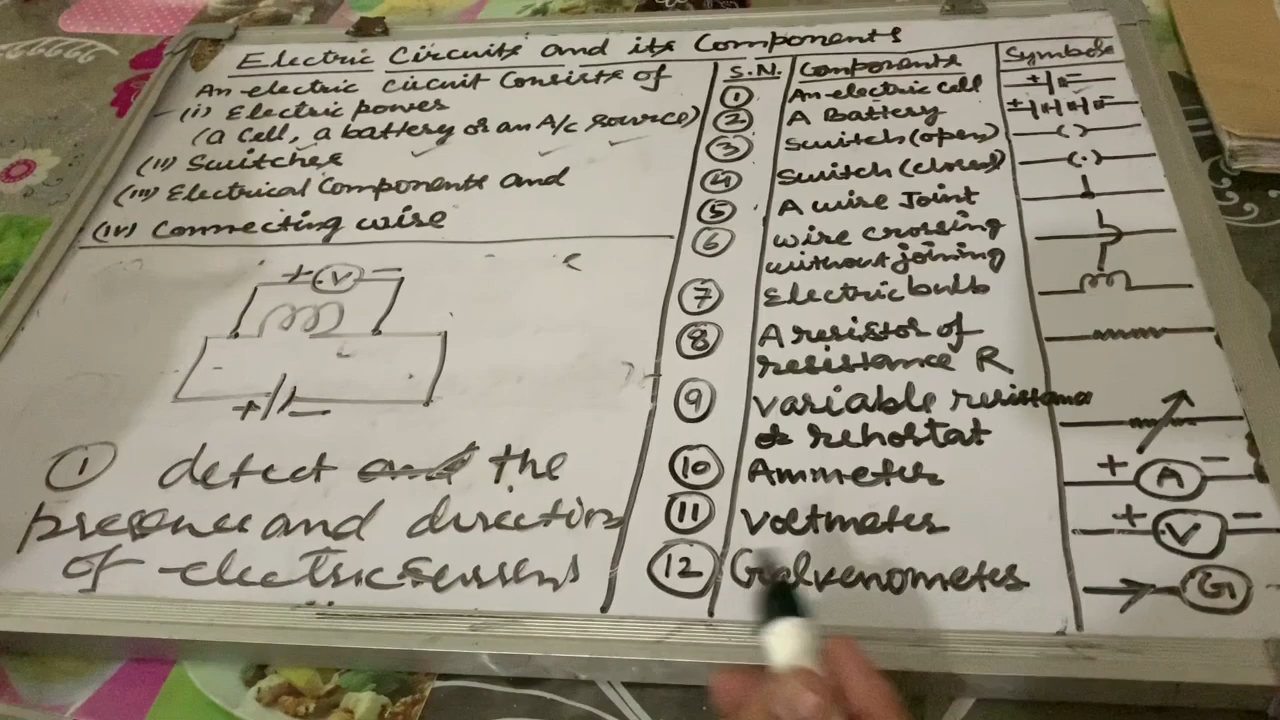 Electric Circuits and its Components
An electric circuit consists of
(i) Electric power
(a cell, a battery or an A/c source)
(ii) Switches
(iii) Electrical Components and
(iv) Connecting wire
+ V -
+ -
① detect and the
presence and direction
of electric
S.N. Components Symbols
① An electric cell + -
② A Battery + -
③ Switch (open) ( )
④ Switch (closed) (·)
⑤ A wire Joint
⑥ wire crossing
without joining
⑦ Electric bulb
⑧ A resistor of
resistance R
⑨ variable resistance
or rehostat
⑩ Ammeter + A -
⑪ Voltmeter + V -
⑫ Galvenometer G